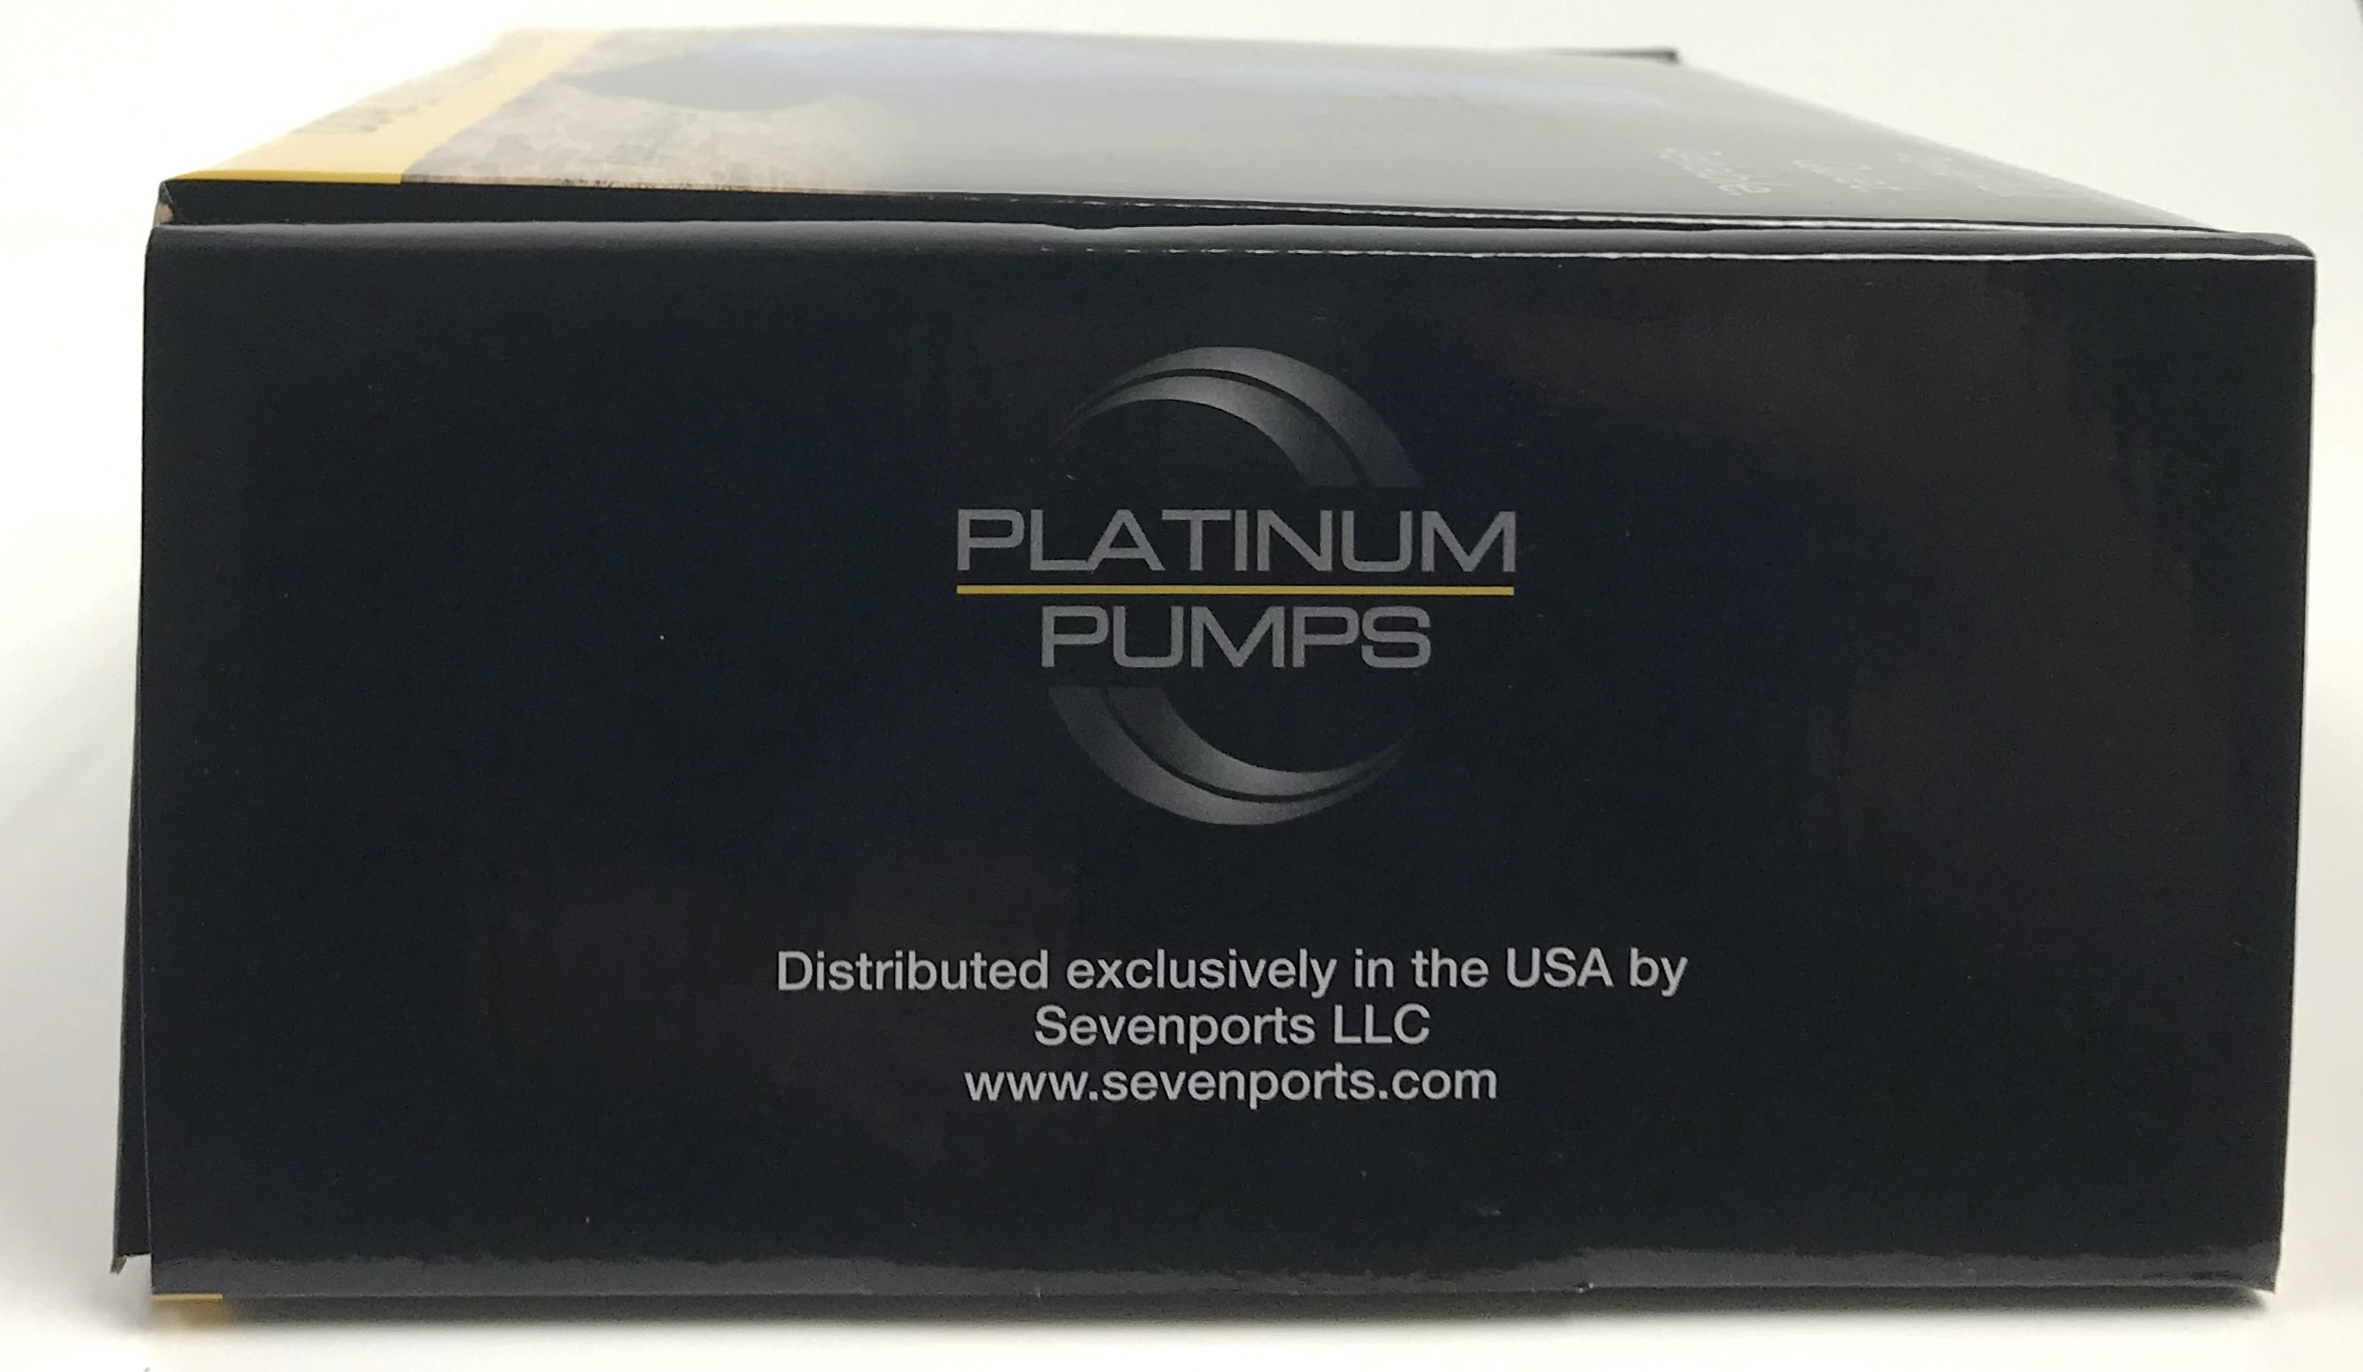 PLATINUM
PUMPS
Distributed exclusively in the USA by
Sevenports LLC
www.sevenports.com